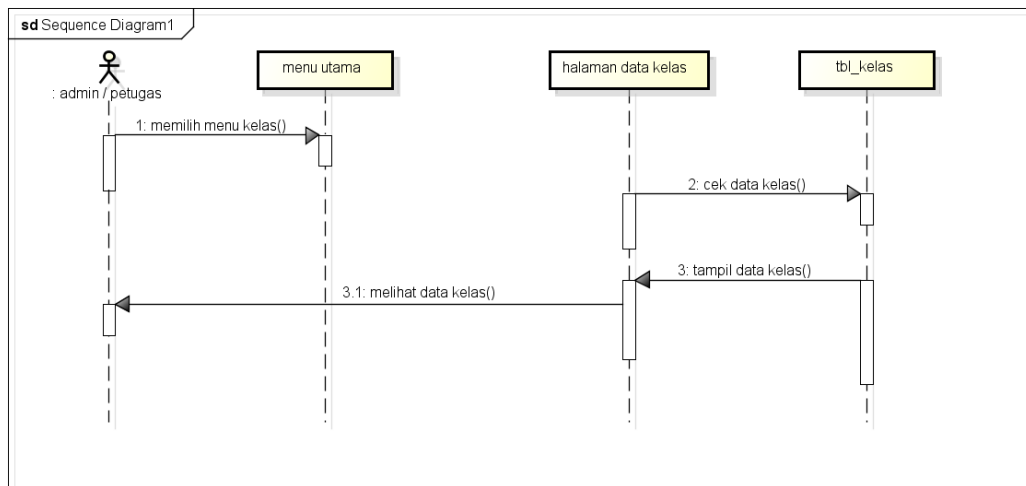 sd Sequence Diagram1
: admin / petugas
menu utama
halaman data kelas
tbl_kelas
1: memilih menu kelas()
2: cek data kelas()
3: tampil data kelas()
3.1: melihat data kelas()